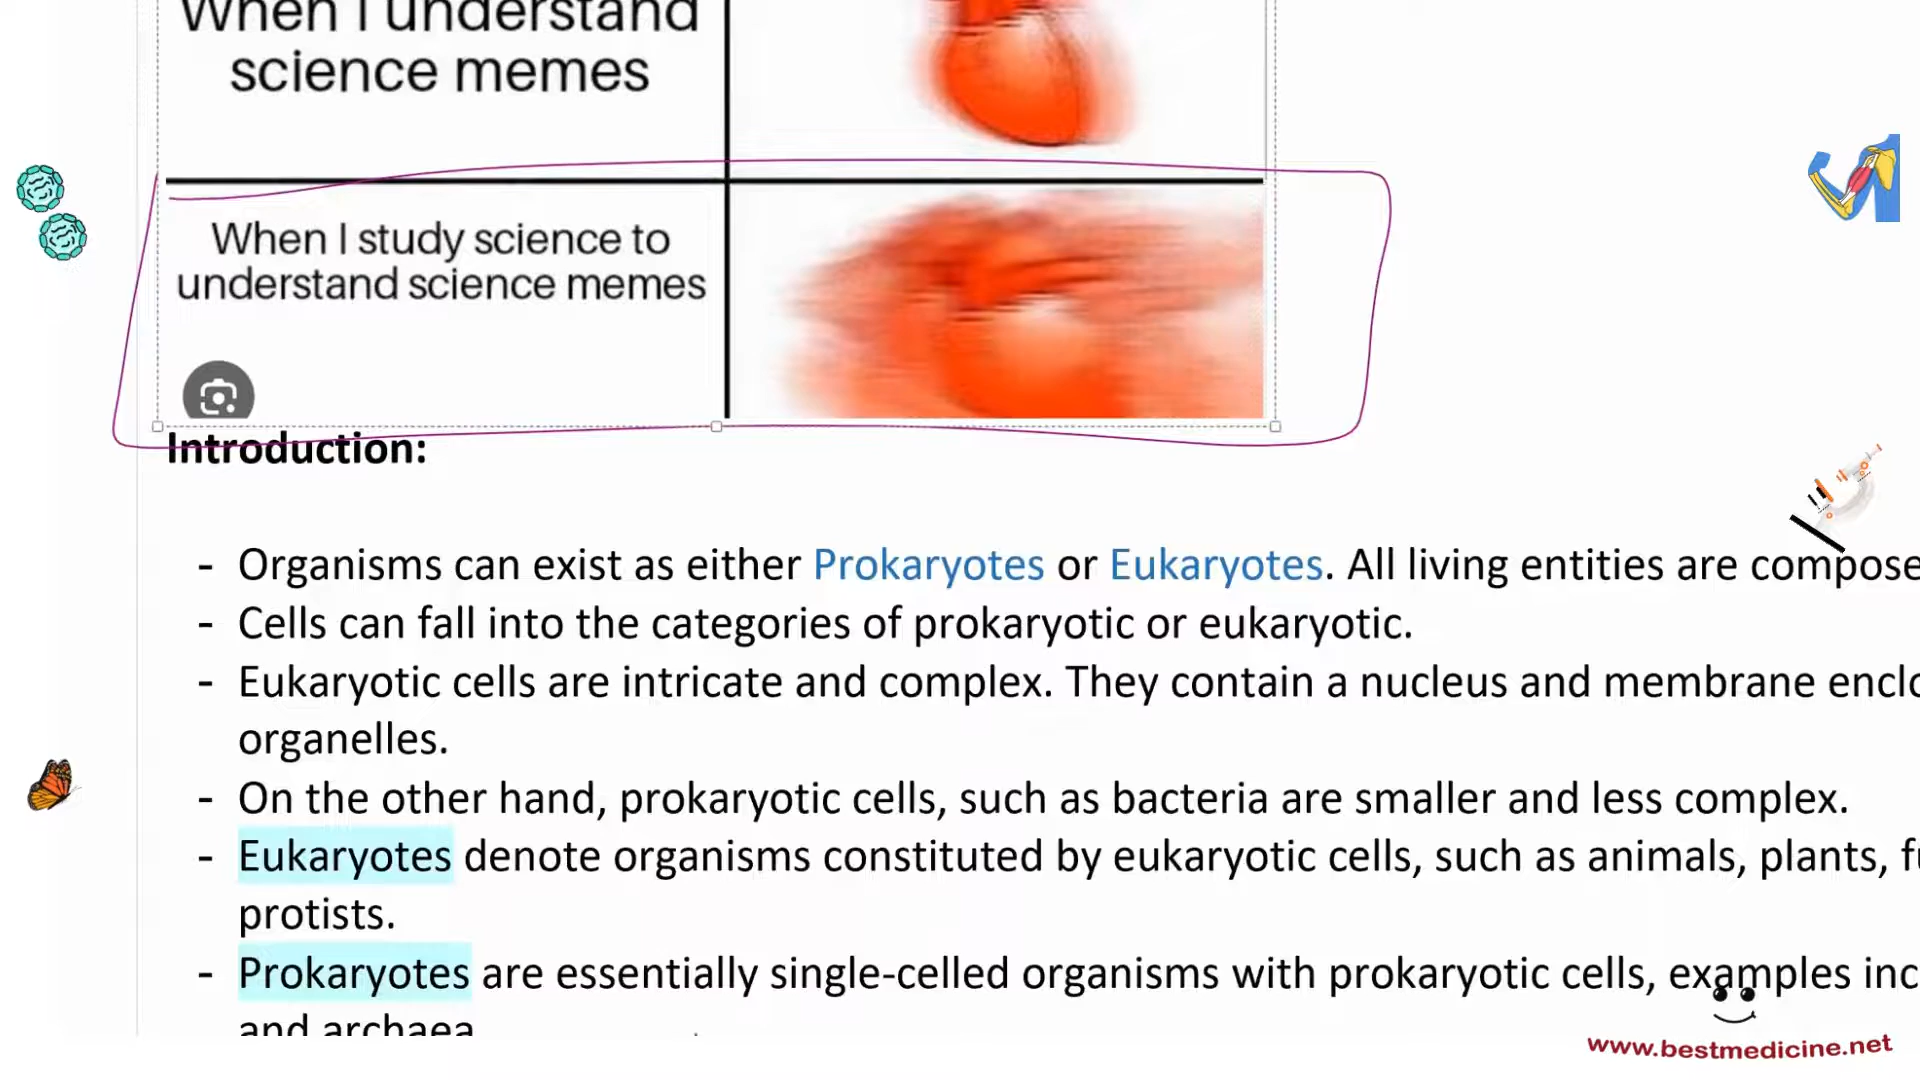 When I understand
science memes
When I study science to
understand science memes
Introduction:
- Organisms can exist as either Prokaryotes or Eukaryotes. All living entities are compose
- Cells can fall into the categories of prokaryotic or eukaryotic.
- Eukaryotic cells are intricate and complex. They contain a nucleus and membrane enclo
organelles.
- On the other hand, prokaryotic cells, such as bacteria are smaller and less complex.
- Eukaryotes denote organisms constituted by eukaryotic cells, such as animals, plants, fu
protists.
- Prokaryotes are essentially single-celled organisms with prokaryotic cells, examples inc
and archaea
www.bestmedicine.net